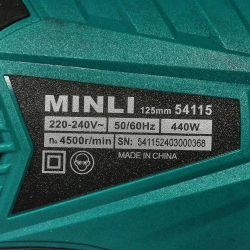 MINLI 125mm 54115
220-240V~ 50/60Hz 440W
n₀ 4500r/min SN: 541152403000368
MADE IN CHINA